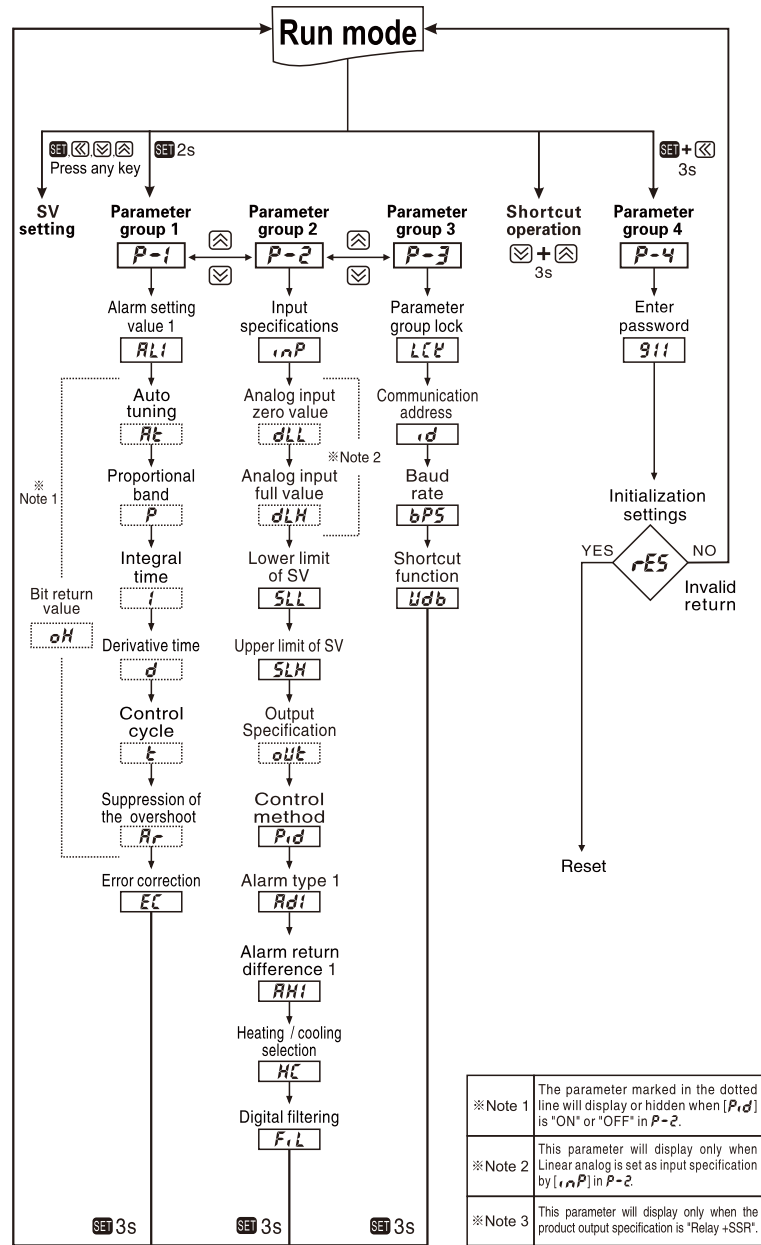 Run mode
SET, Press any key
SET 2s
SET + 3s
SV setting
Parameter group 1
P-1
Parameter group 2
P-2
Parameter group 3
P-3
Shortcut operation
+
3s
Parameter group 4
P-4
Alarm setting value 1
AL1
Auto tuning
At
Proportional band
P
Integral time
I
Derivative time
d
Control cycle
t
Suppression of the overshoot
Ar
Error correction
EC
※
Note 1
Bit return value
oH
Input specifications
inP
Analog input zero value
dLL
Analog input full value
dLH
※Note 2
Lower limit of SV
SLL
Upper limit of SV
SLH
Output Specification
oUt
Control method
Pid
Alarm type 1
Ad1
Alarm return difference 1
AH1
Heating / cooling selection
HC
Digital filtering
FiL
Parameter group lock
LCK
Communication address
id
Baud rate
bPS
Shortcut function
Udb
Enter password
911
Initialization settings
YES
rES
NO
Invalid return
Reset
SET 3s
SET 3s
SET 3s
※Note 1
The parameter marked in the dotted
line will display or hidden when [Pid]
is "ON" or "OFF" in P-2.
※Note 2
This parameter will display only when
Linear analog is set as input specification
by [inP] in P-2.
※Note 3
This parameter will display only when the
product output specification is "Relay +SSR".